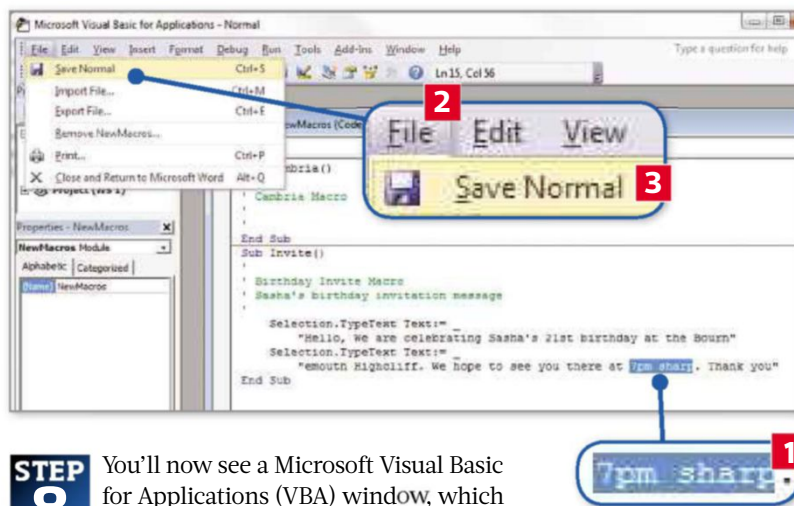 Microsoft Visual Basic for Applications - Normal
File Edit View Insert Format Debug Run Tools Add-Ins Window Help
Type a question for help
Save Normal Ctrl+S
Ln 15, Col 56
Import File... Ctrl+M
Export File... Ctrl+E
Remove NewMacros...
Print... Ctrl+P
Close and Return to Microsoft Word Alt+Q
ewMacros (Code
2
File Edit View
Save Normal 3
mbria()
' Cambria Macro
'
'
End Sub
Sub Invite()
'
' Birthday Invite Macro
' Sasha's birthday invitation message
'
Selection.TypeText Text:= _
"Hello, We are celebrating Sasha's 21st birthday at the Bourn"
Selection.TypeText Text:= _
"emouth Highcliff. We hope to see you there at 7pm sharp. Thank you"
End Sub
Properties - NewMacros
NewMacros Module
Alphabetic Categorized
(Name) NewMacros
1
7pm sharp.
STEP
You'll now see a Microsoft Visual Basic
for Applications (VBA) window, which